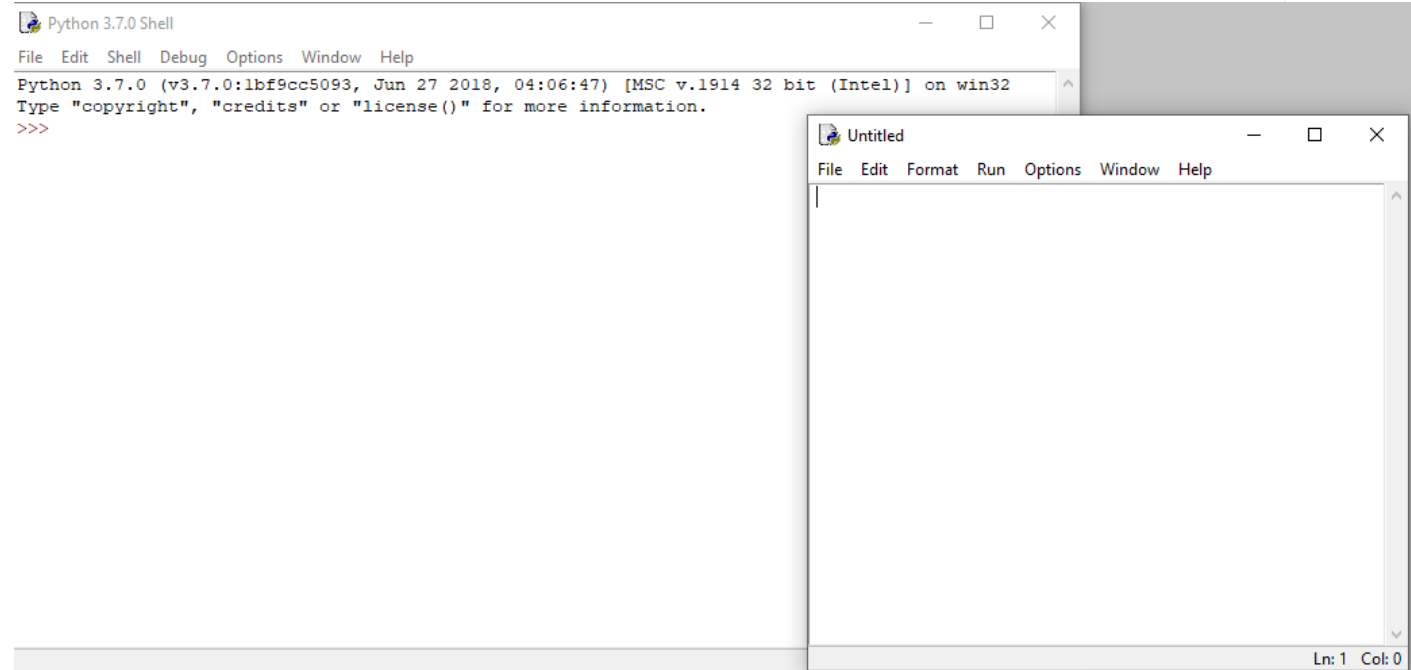 Python 3.7.0 Shell
File Edit Shell Debug Options Window Help
Python 3.7.0 (v3.7.0:1bf9cc5093, Jun 27 2018, 04:06:47) [MSC v.1914 32 bit (Intel)] on win32
Type "copyright", "credits" or "license()" for more information.
>>>
Untitled
File Edit Format Run Options Window Help
Ln: 1 Col: 0